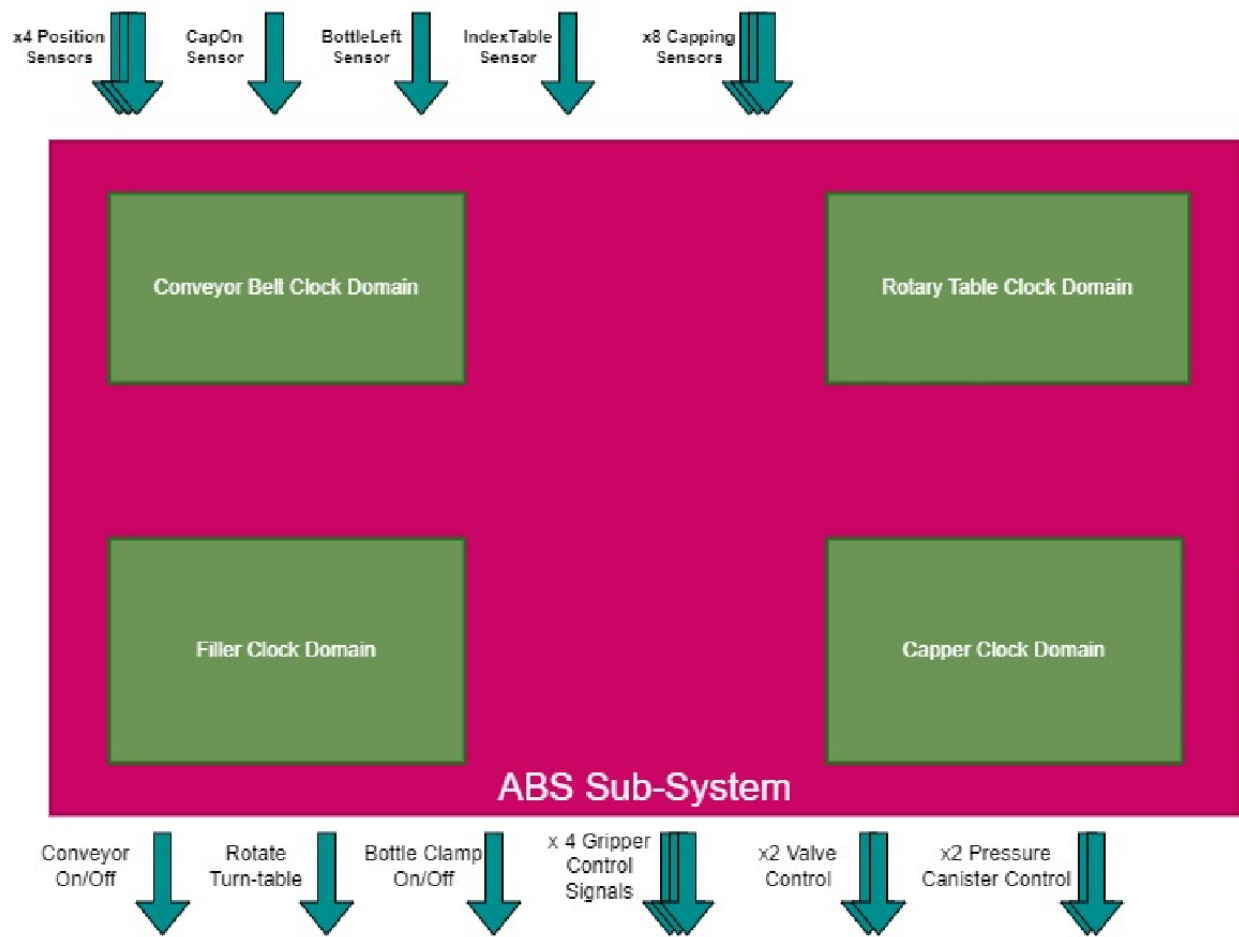 x4 Position
Sensors
CapOn
Sensor
BottleLeft
Sensor
IndexTable
Sensor
x8 Capping
Sensors
Conveyor Belt Clock Domain
Rotary Table Clock Domain
Filler Clock Domain
Capper Clock Domain
ABS Sub-System
Conveyor
On/Off
Rotate
Turn-table
Bottle Clamp
On/Off
x 4 Gripper
Control
Signals
x2 Valve
Control
x2 Pressure
Canister Control